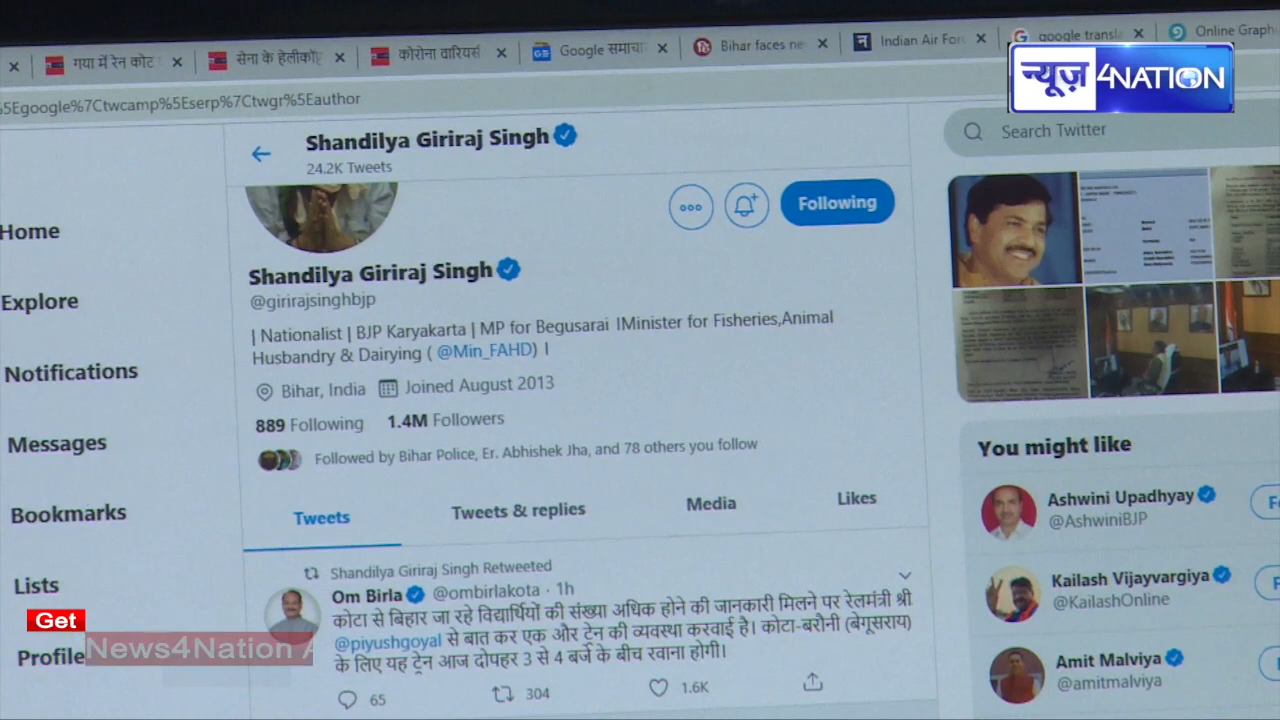 गया में रेन कोट
सेना के हेलीकॉप्
कोरोना वारियर्स
Google समाचा
Bihar faces ne
Indian Air For
google transla
Online Graph
न्यूज़ 4NATION
5Egoogle%7Ctwcamp%5Eserp%7Ctwgr%5Eauthor
Shandilya Giriraj Singh
24.2K Tweets
Search Twitter
Following
Home
Explore
Notifications
Messages
Bookmarks
Lists
Profile
Shandilya Giriraj Singh
@girirajsinghbjp
| Nationalist | BJP Karyakarta | MP for Begusarai |Minister for Fisheries,Animal
Husbandry & Dairying ( @Min_FAHD) |
Bihar, India Joined August 2013
889 Following 1.4M Followers
Followed by Bihar Police, Er. Abhishek Jha, and 78 others you follow
Tweets Tweets & replies Media Likes
Shandilya Giriraj Singh Retweeted
Om Birla @ombirlakota · 1h
कोटा से बिहार जा रहे विद्यार्थियों की संख्या अधिक होने की जानकारी मिलने पर रेलमंत्री श्री
@piyushgoyal से बात कर एक और ट्रेन की व्यवस्था करवाई है। कोटा-बरौनी (बेगूसराय)
के लिए यह ट्रेन आज दोपहर 3 से 4 बजे के बीच रवाना होगी।
65 304 1.6K
You might like
Ashwini Upadhyay
@AshwiniBJP
Kailash Vijayvargiya
@KailashOnline
Amit Malviya
@amitmalviya
Get
News4Nation A